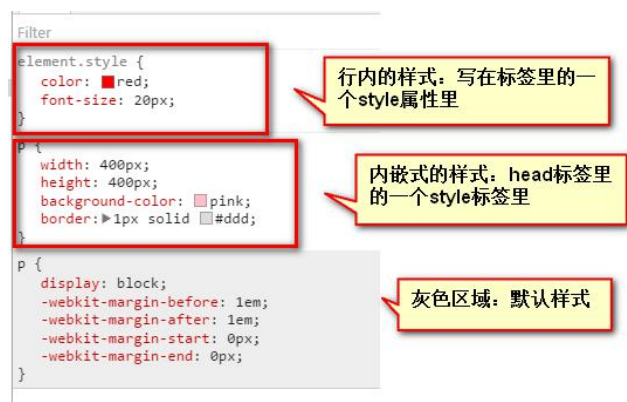 Filter
element.style {
color: red;
font-size: 20px;
}
行内的样式：写在标签里的一
个style属性里
p {
width: 400px;
height: 400px;
background-color: pink;
border: 1px solid #ddd;
}
内嵌式的样式：head标签里
的一个style标签里
p {
display: block;
-webkit-margin-before: 1em;
-webkit-margin-after: 1em;
-webkit-margin-start: 0px;
-webkit-margin-end: 0px;
}
灰色区域：默认样式